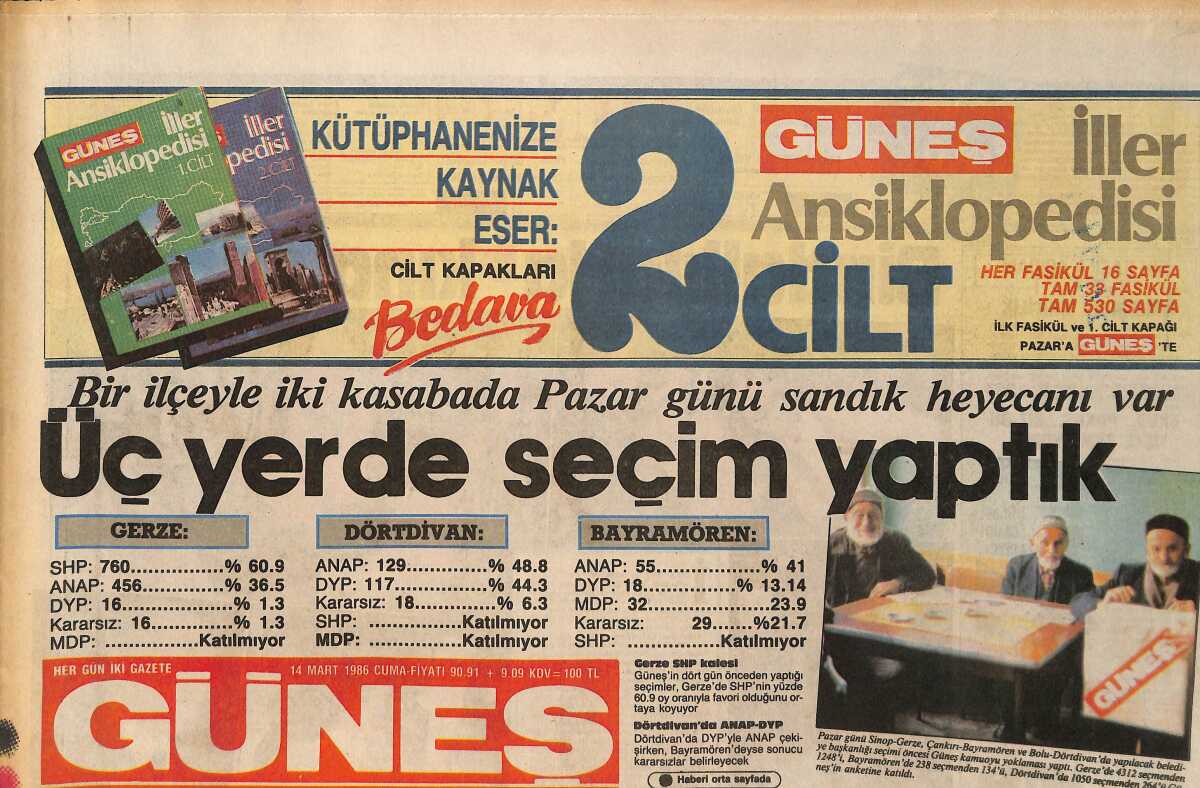 GÜNEŞ
İller
Ansiklopedisi
1. CİLT
İller
pedisi
2. CİLT
KÜTÜPHANENİZE
KAYNAK
ESER:
CİLT KAPAKLARI
Bedava
2 CİLT
GÜNEŞ İller
Ansiklopedisi
HER FASİKÜL 16 SAYFA
TAM 33 FASİKÜL
TAM 530 SAYFA
İLK FASİKÜL ve 1. CİLT KAPAĞI
PAZAR'A GÜNEŞ 'TE
Bir ilçeyle iki kasabada Pazar günü sandık heyecanı var
Üç yerde seçim yaptık
GERZE:
SHP: 760..............% 60.9
ANAP: 456............% 36.5
DYP: 16.................% 1.3
Kararsız: 16...........% 1.3
MDP: ..............Katılmıyor
DÖRTDİVAN:
ANAP: 129............% 48.8
DYP: 117..............% 44.3
Kararsız: 18...........% 6.3
SHP: ..............Katılmıyor
MDP: ..............Katılmıyor
BAYRAMÖREN:
ANAP: 55................% 41
DYP: 18.............% 13.14
MDP: 32....................23.9
Kararsız: 29......%21.7
SHP: ..............Katılmıyor
HER GÜN İKİ GAZETE
14 MART 1986 CUMA-FİYATI 90.91 + 9.09 KDV = 100 TL
GÜNEŞ
Gerze SHP kalesi
Güneş'in dört gün önceden yaptığı
seçimler, Gerze'de SHP'nin yüzde
60.9 oy oranıyla favori olduğunu or-
taya koyuyor
Dörtdivan'da ANAP-DYP
Dörtdivan'da DYP'yle ANAP çeki-
şirken, Bayramören'deyse sonucu
kararsızlar belirleyecek
Haberi orta sayfada
GÜNEŞ
Pazar günü Sinop-Gerze, Çankırı-Bayramören ve Bolu-Dörtdivan'da yapılacak beledi-
ye başkanlığı seçimi öncesi Güneş kamuoyu yoklaması yaptı. Gerze'de 4312 seçmenden
1248'i, Bayramören'de 238 seçmenden 134'ü, Dörtdivan'da 1050 seçmenden 264'ü Gü-
neş'in anketine katıldı.